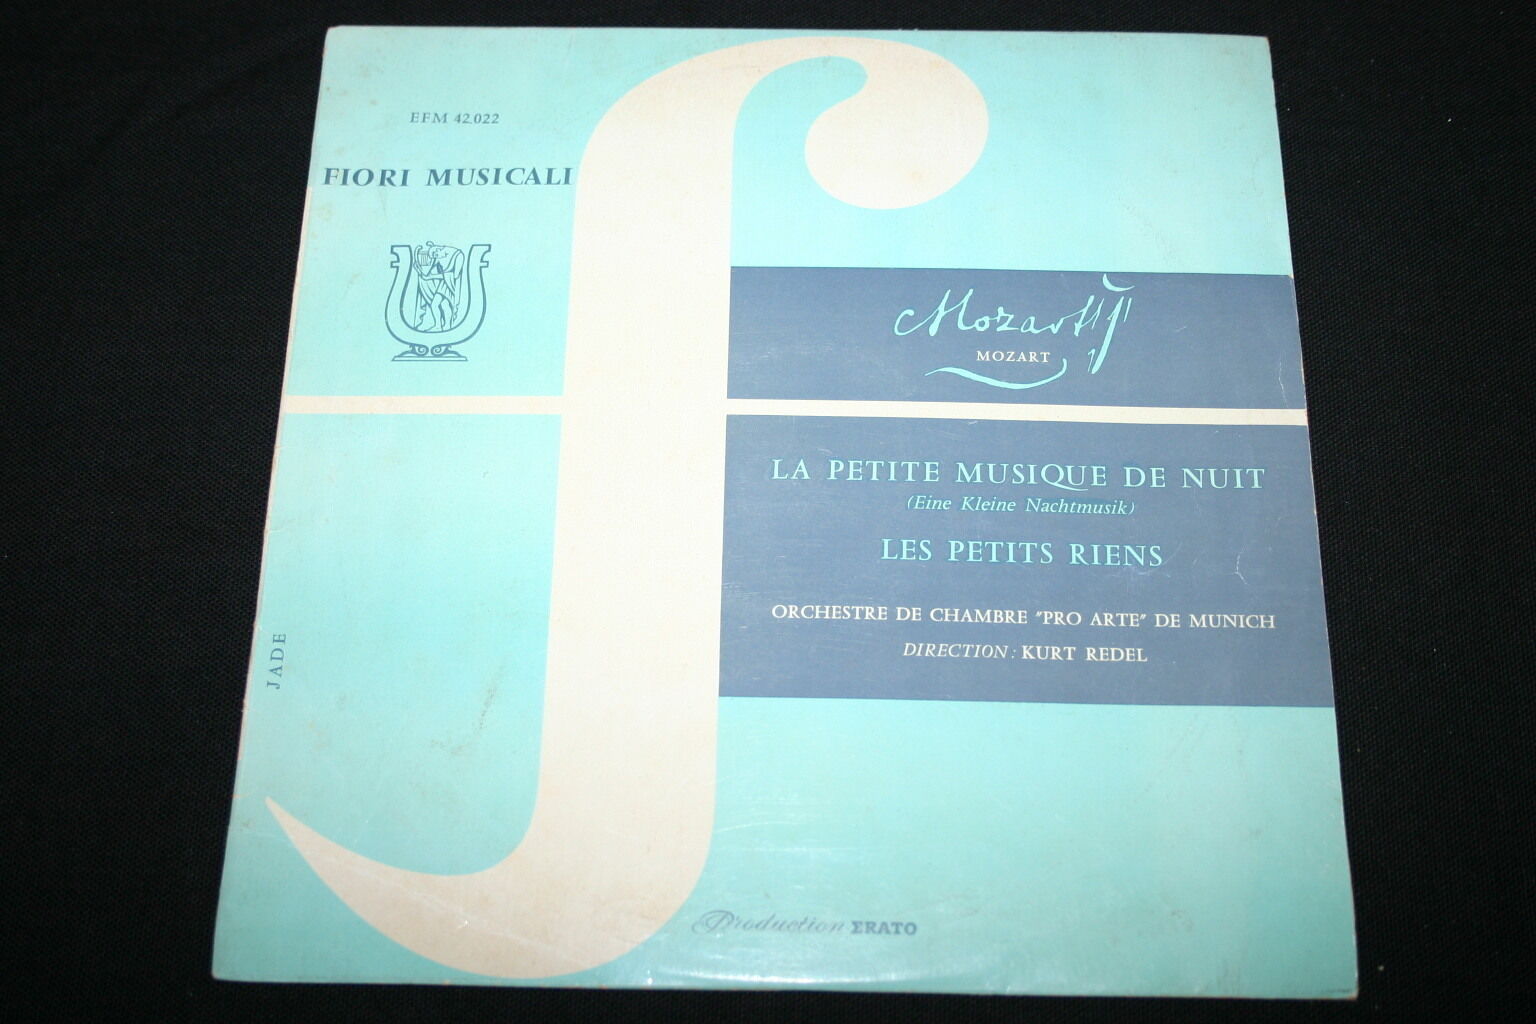 EFM 42.022
FIORI MUSICALI
Mozart
MOZART
LA PETITE MUSIQUE DE NUIT
(Eine Kleine Nachtmusik)
LES PETITS RIENS
ORCHESTRE DE CHAMBRE "PRO ARTE" DE MUNICH
DIRECTION: KURT REDEL
JADE
Production ERATO